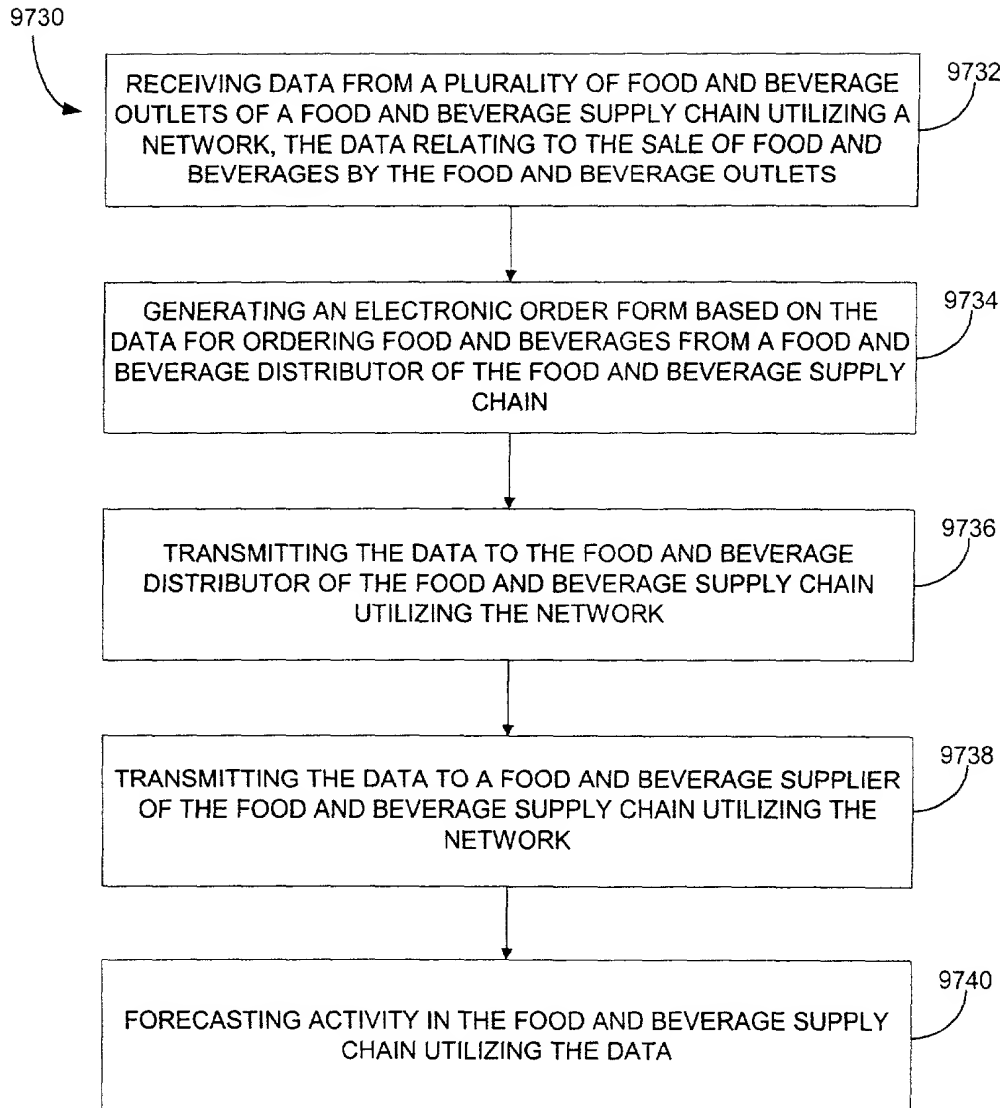 9730
RECEIVING DATA FROM A PLURALITY OF FOOD AND BEVERAGE
OUTLETS OF A FOOD AND BEVERAGE SUPPLY CHAIN UTILIZING A
NETWORK, THE DATA RELATING TO THE SALE OF FOOD AND
BEVERAGES BY THE FOOD AND BEVERAGE OUTLETS
9732
GENERATING AN ELECTRONIC ORDER FORM BASED ON THE
DATA FOR ORDERING FOOD AND BEVERAGES FROM A FOOD AND
BEVERAGE DISTRIBUTOR OF THE FOOD AND BEVERAGE SUPPLY
CHAIN
9734
TRANSMITTING THE DATA TO THE FOOD AND BEVERAGE
DISTRIBUTOR OF THE FOOD AND BEVERAGE SUPPLY CHAIN
UTILIZING THE NETWORK
9736
TRANSMITTING THE DATA TO A FOOD AND BEVERAGE SUPPLIER
OF THE FOOD AND BEVERAGE SUPPLY CHAIN UTILIZING THE
NETWORK
9738
FORECASTING ACTIVITY IN THE FOOD AND BEVERAGE SUPPLY
CHAIN UTILIZING THE DATA
9740